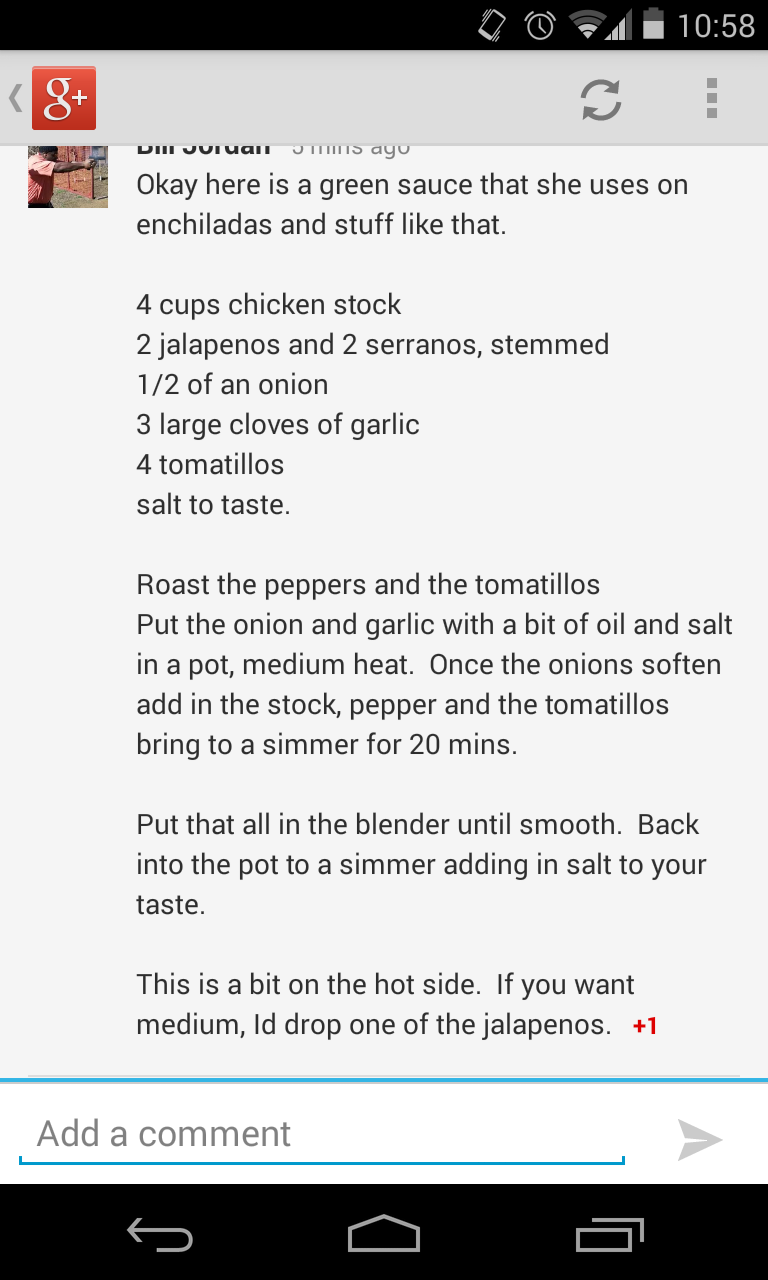 10:58
g+
Bill Jordan 5 mins ago
Okay here is a green sauce that she uses on
enchiladas and stuff like that.
4 cups chicken stock
2 jalapenos and 2 serranos, stemmed
1/2 of an onion
3 large cloves of garlic
4 tomatillos
salt to taste.
Roast the peppers and the tomatillos
Put the onion and garlic with a bit of oil and salt
in a pot, medium heat.  Once the onions soften
add in the stock, pepper and the tomatillos
bring to a simmer for 20 mins.
Put that all in the blender until smooth.  Back
into the pot to a simmer adding in salt to your
taste.
This is a bit on the hot side.  If you want
medium, Id drop one of the jalapenos. +1
Add a comment